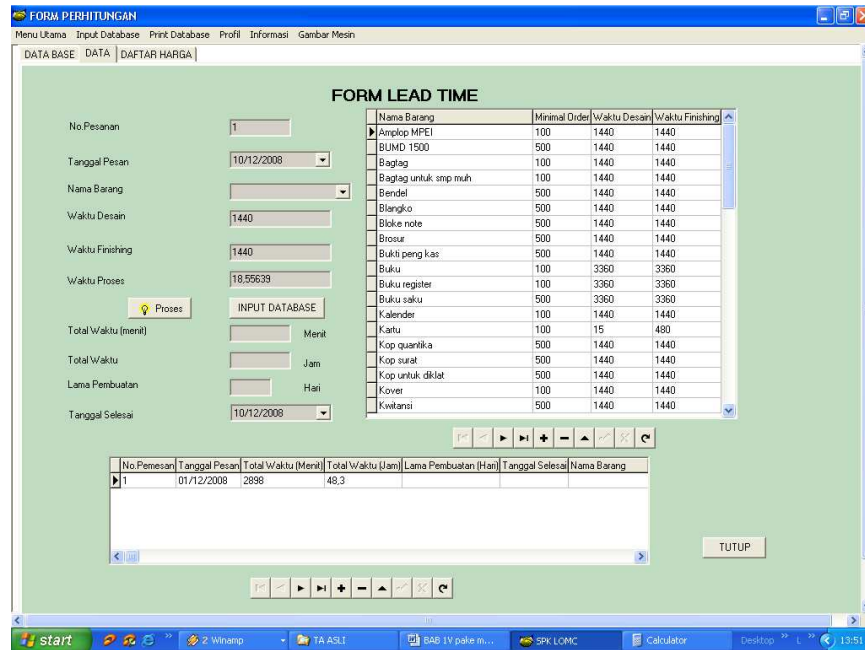 FORM PERHITUNGAN
Menu Utama Input Database Print Database Profil Informasi Gambar Mesin
DATA BASE DATA DAFTAR HARGA
FORM LEAD TIME
No.Pesanan 1
Tanggal Pesan 10/12/2008
Nama Barang
Waktu Desain 1440
Waktu Finishing 1440
Waktu Proses 18,55639
Proses INPUT DATABASE
Total Waktu (menit) Menit
Total Waktu Jam
Lama Pembuatan Hari
Tanggal Selesai 10/12/2008
Nama Barang Minimal Order Waktu Desain Waktu Finishing
Amplop MPEI 100 1440 1440
BUMD 1500 500 1440 1440
Bagtag 100 1440 1440
Bagtag untuk smp muh 100 1440 1440
Bendel 500 1440 1440
Blangko 500 1440 1440
Bloke note 500 1440 1440
Brosur 500 1440 1440
Bukti peng kas 500 1440 1440
Buku 100 3360 3360
Buku register 100 3360 3360
Buku saku 500 3360 3360
Kalender 100 1440 1440
Kartu 100 15 480
Kop quantika 500 1440 1440
Kop surat 500 1440 1440
Kop untuk diklat 500 1440 1440
Kover 100 1440 1440
Kwitansi 500 1440 1440
No.Pemesan Tanggal Pesan Total Waktu (Menit) Total Waktu (Jam) Lama Pembuatan (Hari) Tanggal Selesai Nama Barang
1 01/12/2008 2898 48,3
TUTUP
start 2 Winamp TA ASLI BAB 1V pake m... SPK LOMC Calculator Desktop L 13:51